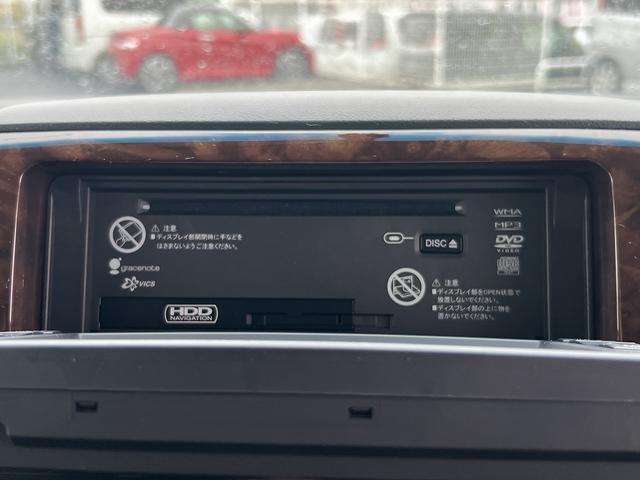 ⚠ 注意
■ディスプレイ部開閉時に手などを
はさまないようご注意ください。
gracenote
VICS
HDD
NAVIGATION
DISC
WMA
MP3
DVD
VIDEO
⚠ 注意
■ディスプレイ部をOPEN状態で
放置しないでください。
■ディスプレイ部の上に物を
置かないでください。